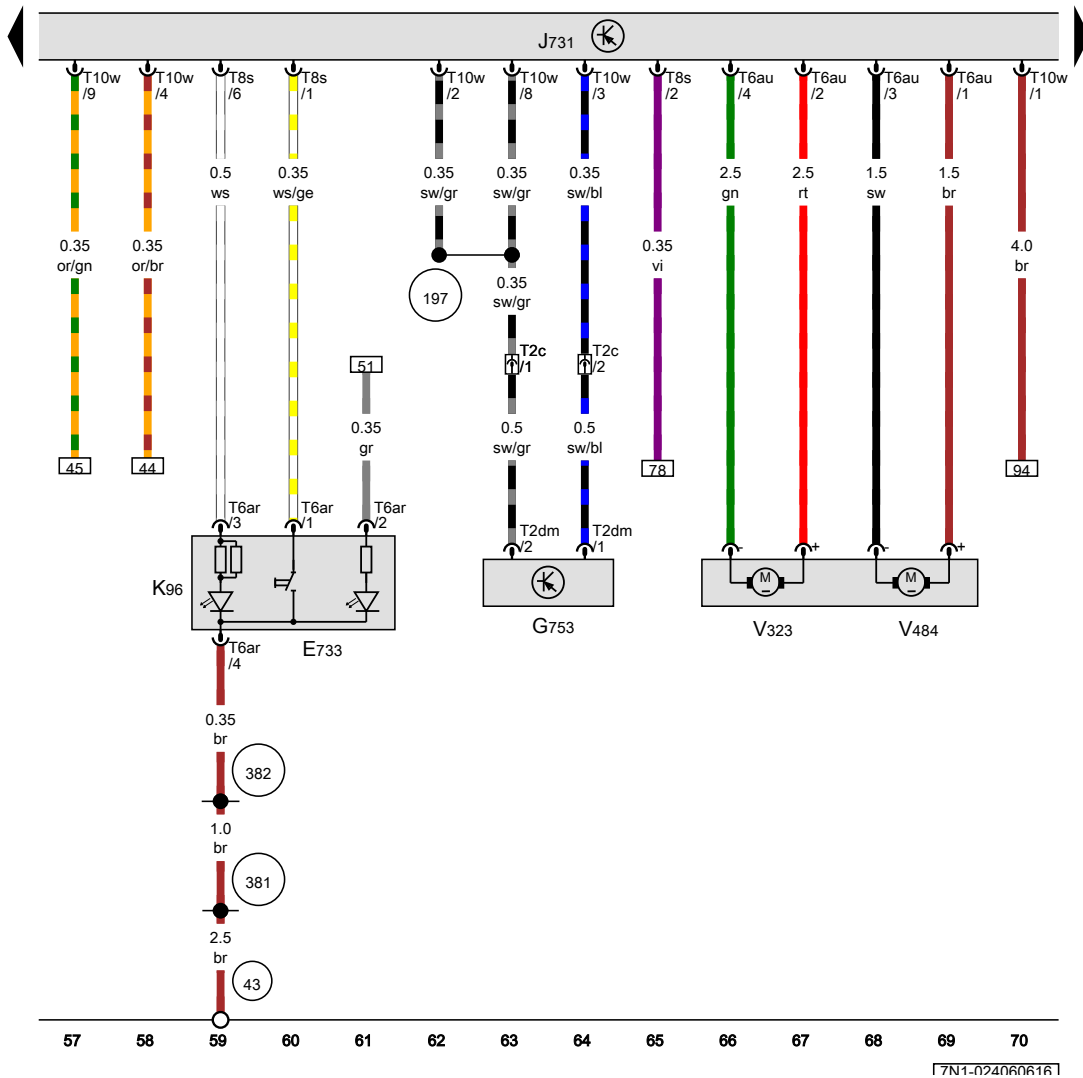 J731
T10w T10w T8s T8s T10w T10w T10w T8s T6au T6au T6au T6au T10w
/9 /4 /6 /1 /2 /8 /3 /2 /4 /2 /3 /1 /1
0.5 0.35 0.35 0.35 0.35 2.5 2.5 1.5 1.5
ws ws/ge sw/gr sw/gr sw/bl gn rt sw br
0.35 0.35 0.35 4.0
or/gn or/br vi br
0.35
197 sw/gr
T2c T2c
51 /1 /2
0.35 0.5 0.5
gr sw/gr sw/bl
45 44 78 94
T6ar T6ar T6ar
/3 /1 /2
T2dm T2dm
/2 /1 - + - +
M M
K96
E733 G753 V323 V484
T6ar
/4
0.35
br
382
1.0
br
381
2.5
br
43
57 58 59 60 61 62 63 64 65 66 67 68 69 70
7N1-024060616